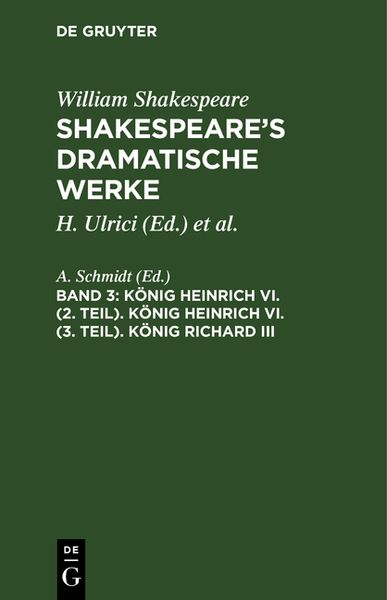 DE GRUYTER
William Shakespeare
SHAKESPEARE’S
DRAMATISCHE
WERKE
H. Ulrici (Ed.) et al.
A. Schmidt (Ed.)
BAND 3: KÖNIG HEINRICH VI.
(2. TEIL). KÖNIG HEINRICH VI.
(3. TEIL). KÖNIG RICHARD III
DE
G